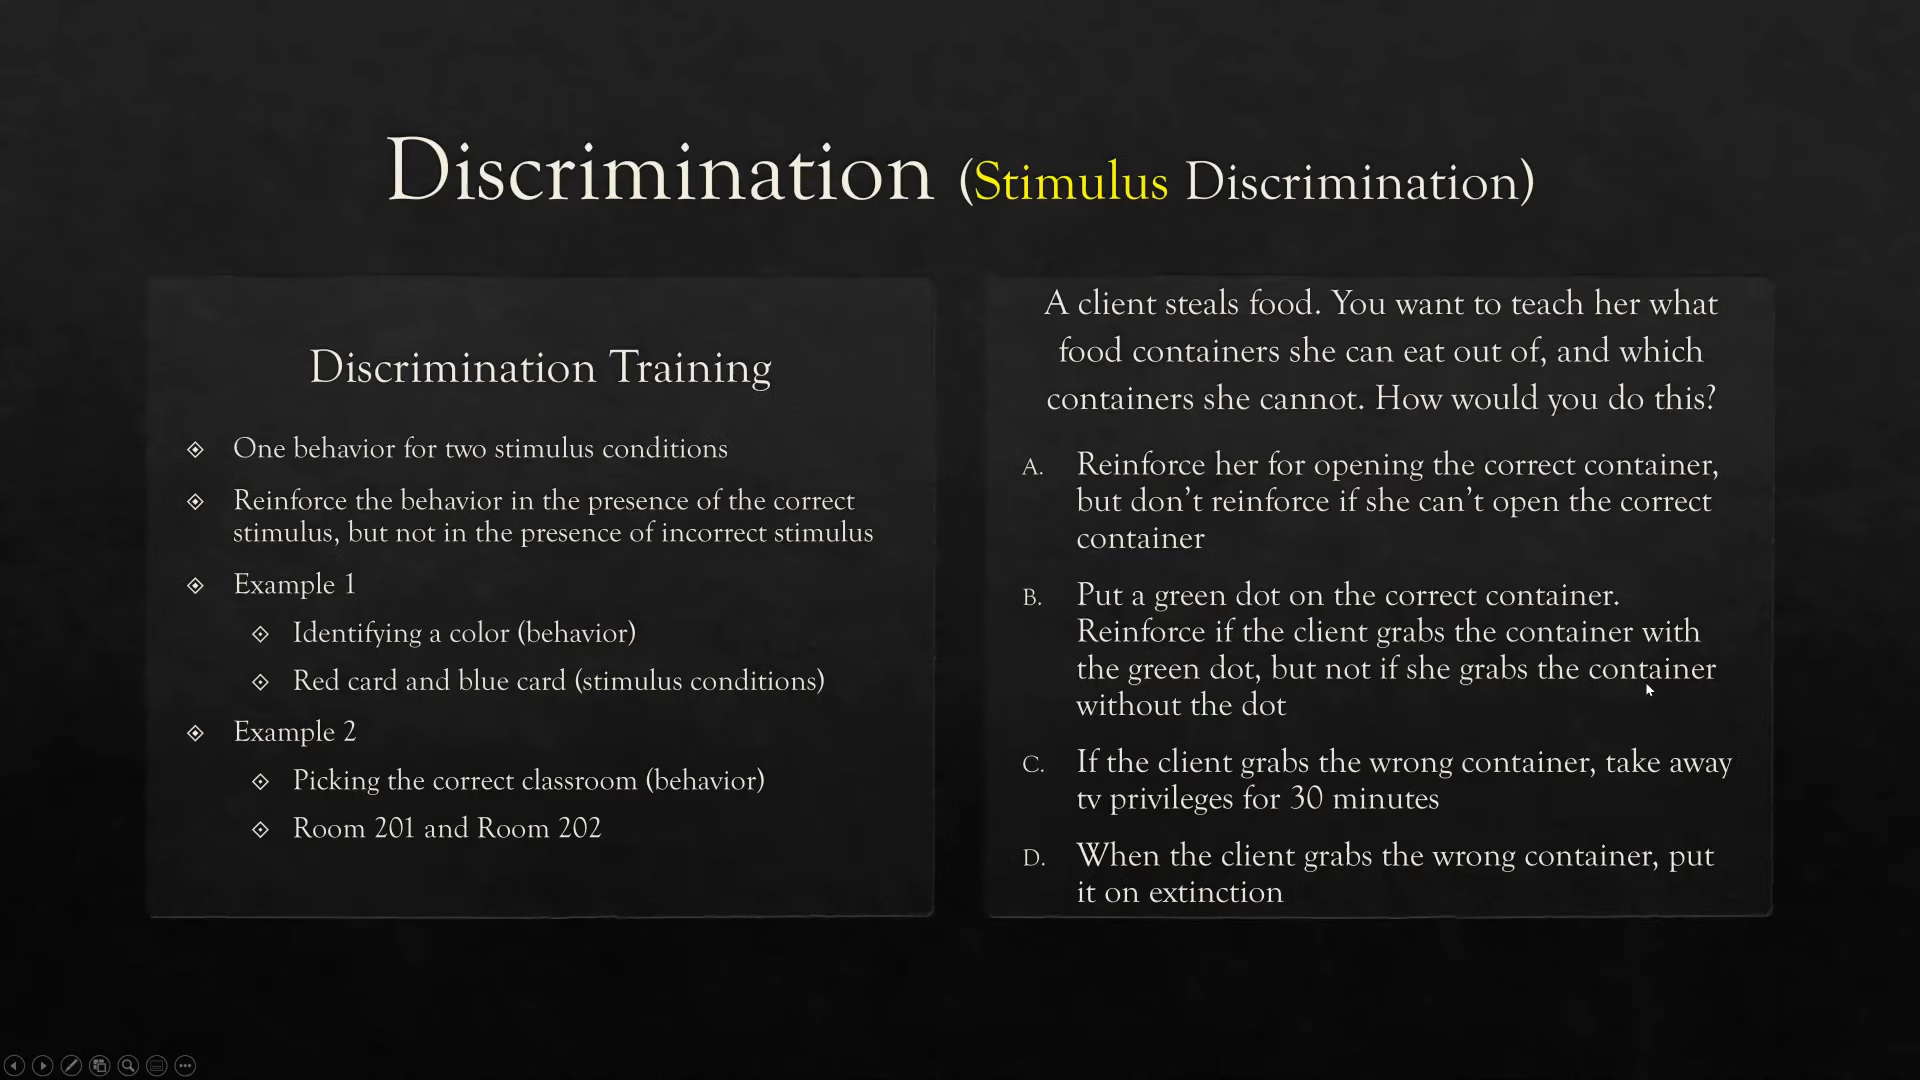 Discrimination (Stimulus Discrimination)
Discrimination Training
One behavior for two stimulus conditions
Reinforce the behavior in the presence of the correct
stimulus, but not in the presence of incorrect stimulus
Example 1
Identifying a color (behavior)
Red card and blue card (stimulus conditions)
Example 2
Picking the correct classroom (behavior)
Room 201 and Room 202
A client steals food. You want to teach her what
food containers she can eat out of, and which
containers she cannot. How would you do this?
A. Reinforce her for opening the correct container,
but don't reinforce if she can't open the correct
container
B. Put a green dot on the correct container.
Reinforce if the client grabs the container with
the green dot, but not if she grabs the container
without the dot
C. If the client grabs the wrong container, take away
tv privileges for 30 minutes
D. When the client grabs the wrong container, put
it on extinction